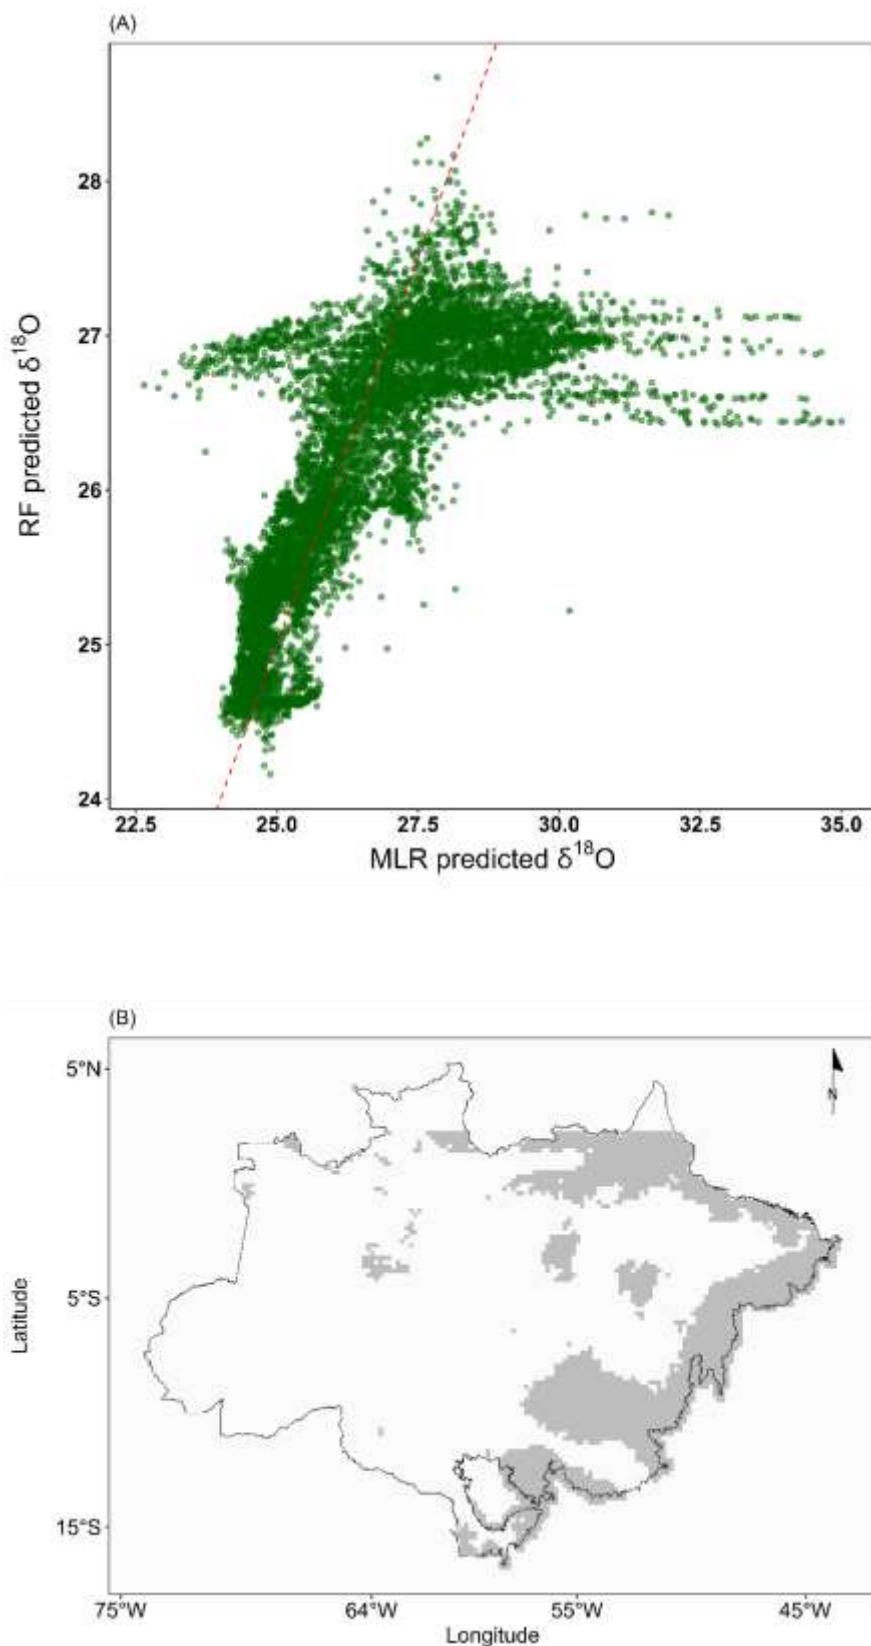 (A)
RF predicted δ¹⁸O
28
27
26
25
24
22.5 25.0 27.5 30.0 32.5 35.0
MLR predicted δ¹⁸O
(B)
Latitude
5°N
5°S
15°S
N
75°W 64°W 55°W 45°W
Longitude